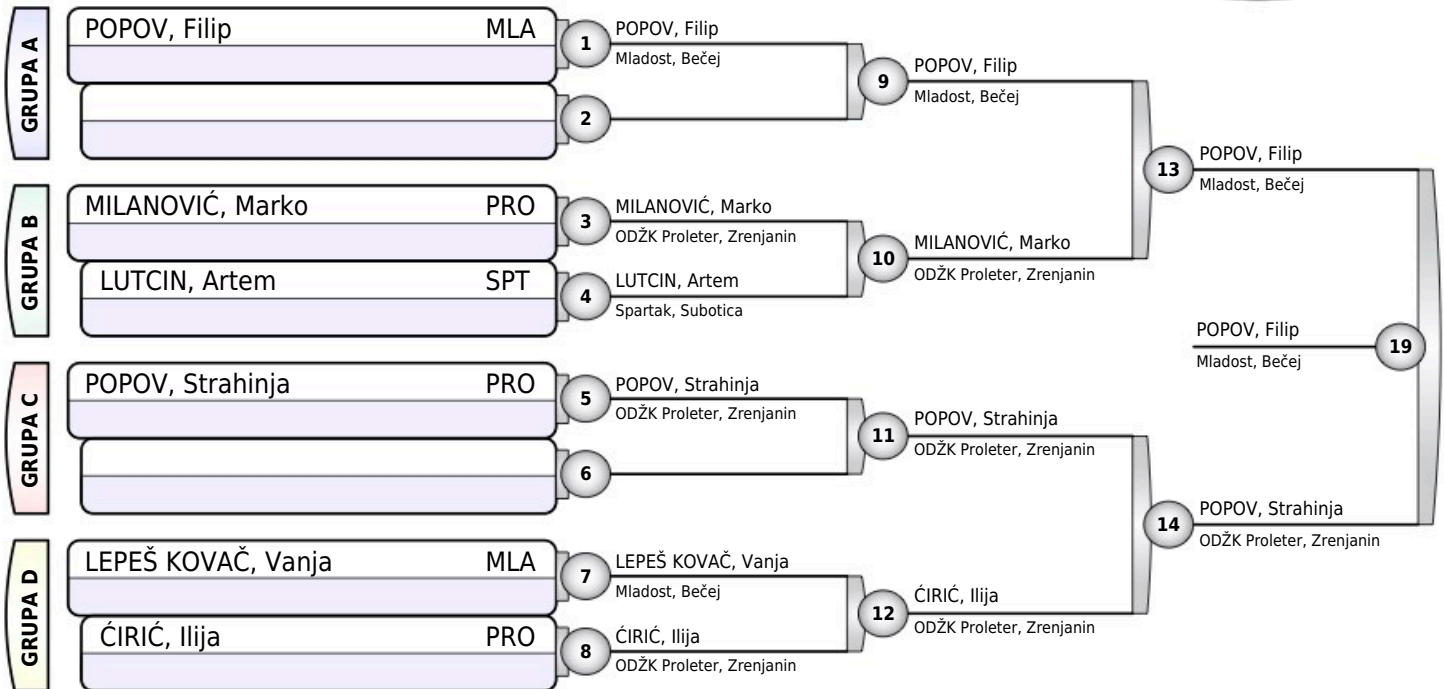 GRUPA A
POPOV, Filip MLA
1
POPOV, Filip
Mladost, Bečej
2
9
POPOV, Filip
Mladost, Bečej
GRUPA B
MILANOVIĆ, Marko PRO
3
MILANOVIĆ, Marko
ODŽK Proleter, Zrenjanin
LUTCIN, Artem SPT
4
LUTCIN, Artem
Spartak, Subotica
10
MILANOVIĆ, Marko
ODŽK Proleter, Zrenjanin
13
POPOV, Filip
Mladost, Bečej
GRUPA C
POPOV, Strahinja PRO
5
POPOV, Strahinja
ODŽK Proleter, Zrenjanin
6
11
POPOV, Strahinja
ODŽK Proleter, Zrenjanin
GRUPA D
LEPEŠ KOVAČ, Vanja MLA
7
LEPEŠ KOVAČ, Vanja
Mladost, Bečej
ĆIRIĆ, Ilija PRO
8
ĆIRIĆ, Ilija
ODŽK Proleter, Zrenjanin
12
ĆIRIĆ, Ilija
ODŽK Proleter, Zrenjanin
14
POPOV, Strahinja
ODŽK Proleter, Zrenjanin
POPOV, Filip
Mladost, Bečej
19